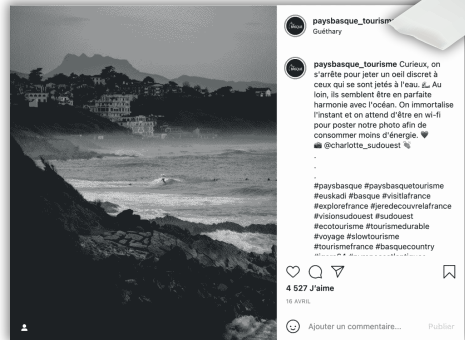 paysbasque_tourisme
Guéthary
paysbasque_tourisme Curieux, on
s'arrête pour jeter un oeil discret à
ceux qui se sont jetés à l'eau. Au
loin, ils semblent être en parfaite
harmonie avec l'océan. On immortalise
l'instant et on attend d'être en wi-fi
pour poster notre photo afin de
consommer moins d'énergie. 🖤
📷 @charlotte_sudouest
.
.
.
#paysbasque #paysbasquetourisme
#euskadi #basque #visitlafrance
#explorefrance #jeredecouvrelafrance
#visionsudouest #sudouest
#ecotourisme #tourismedurable
#voyage #slowtourisme
#tourismefrance #basquecountry
4 527 J'aime
16 AVRIL
Ajouter un commentaire... Publier